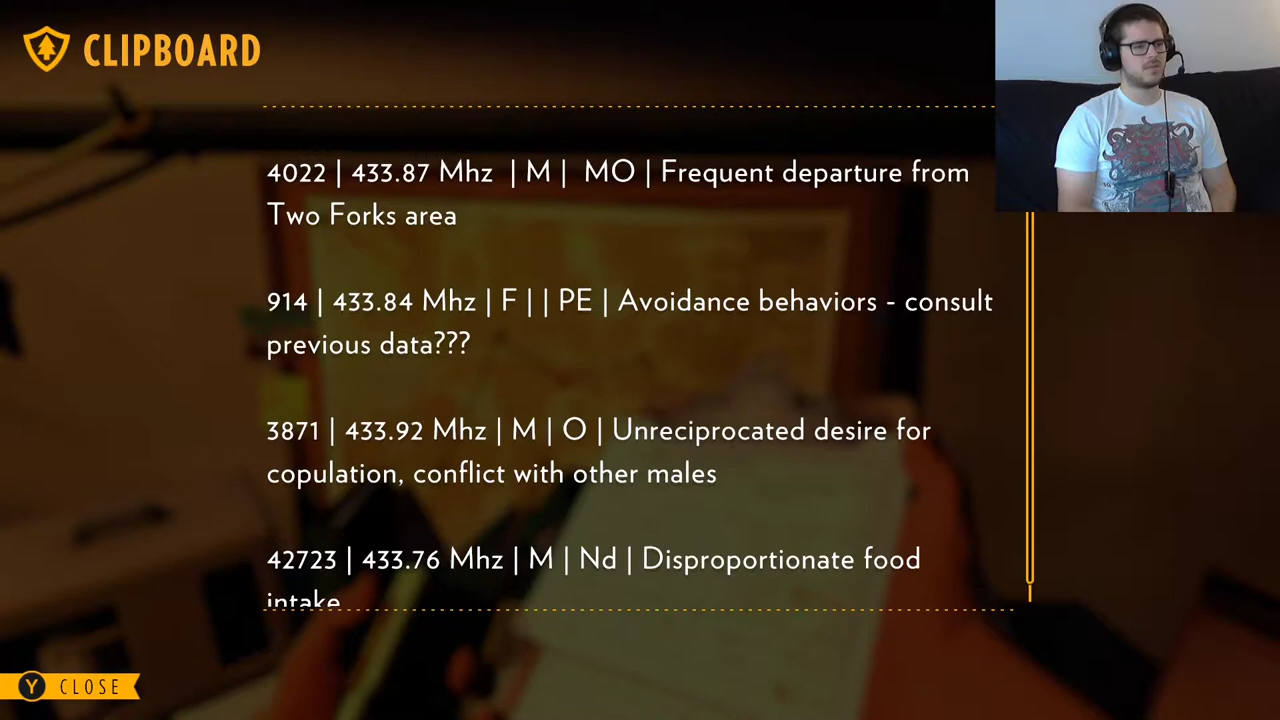 CLIPBOARD
4022 | 433.87 Mhz | M | MO | Frequent departure from
Two Forks area
914 | 433.84 Mhz | F | | PE | Avoidance behaviors - consult
previous data???
3871 | 433.92 Mhz | M | O | Unreciprocated desire for
copulation, conflict with other males
42723 | 433.76 Mhz | M | Nd | Disproportionate food
intake
Y CLOSE